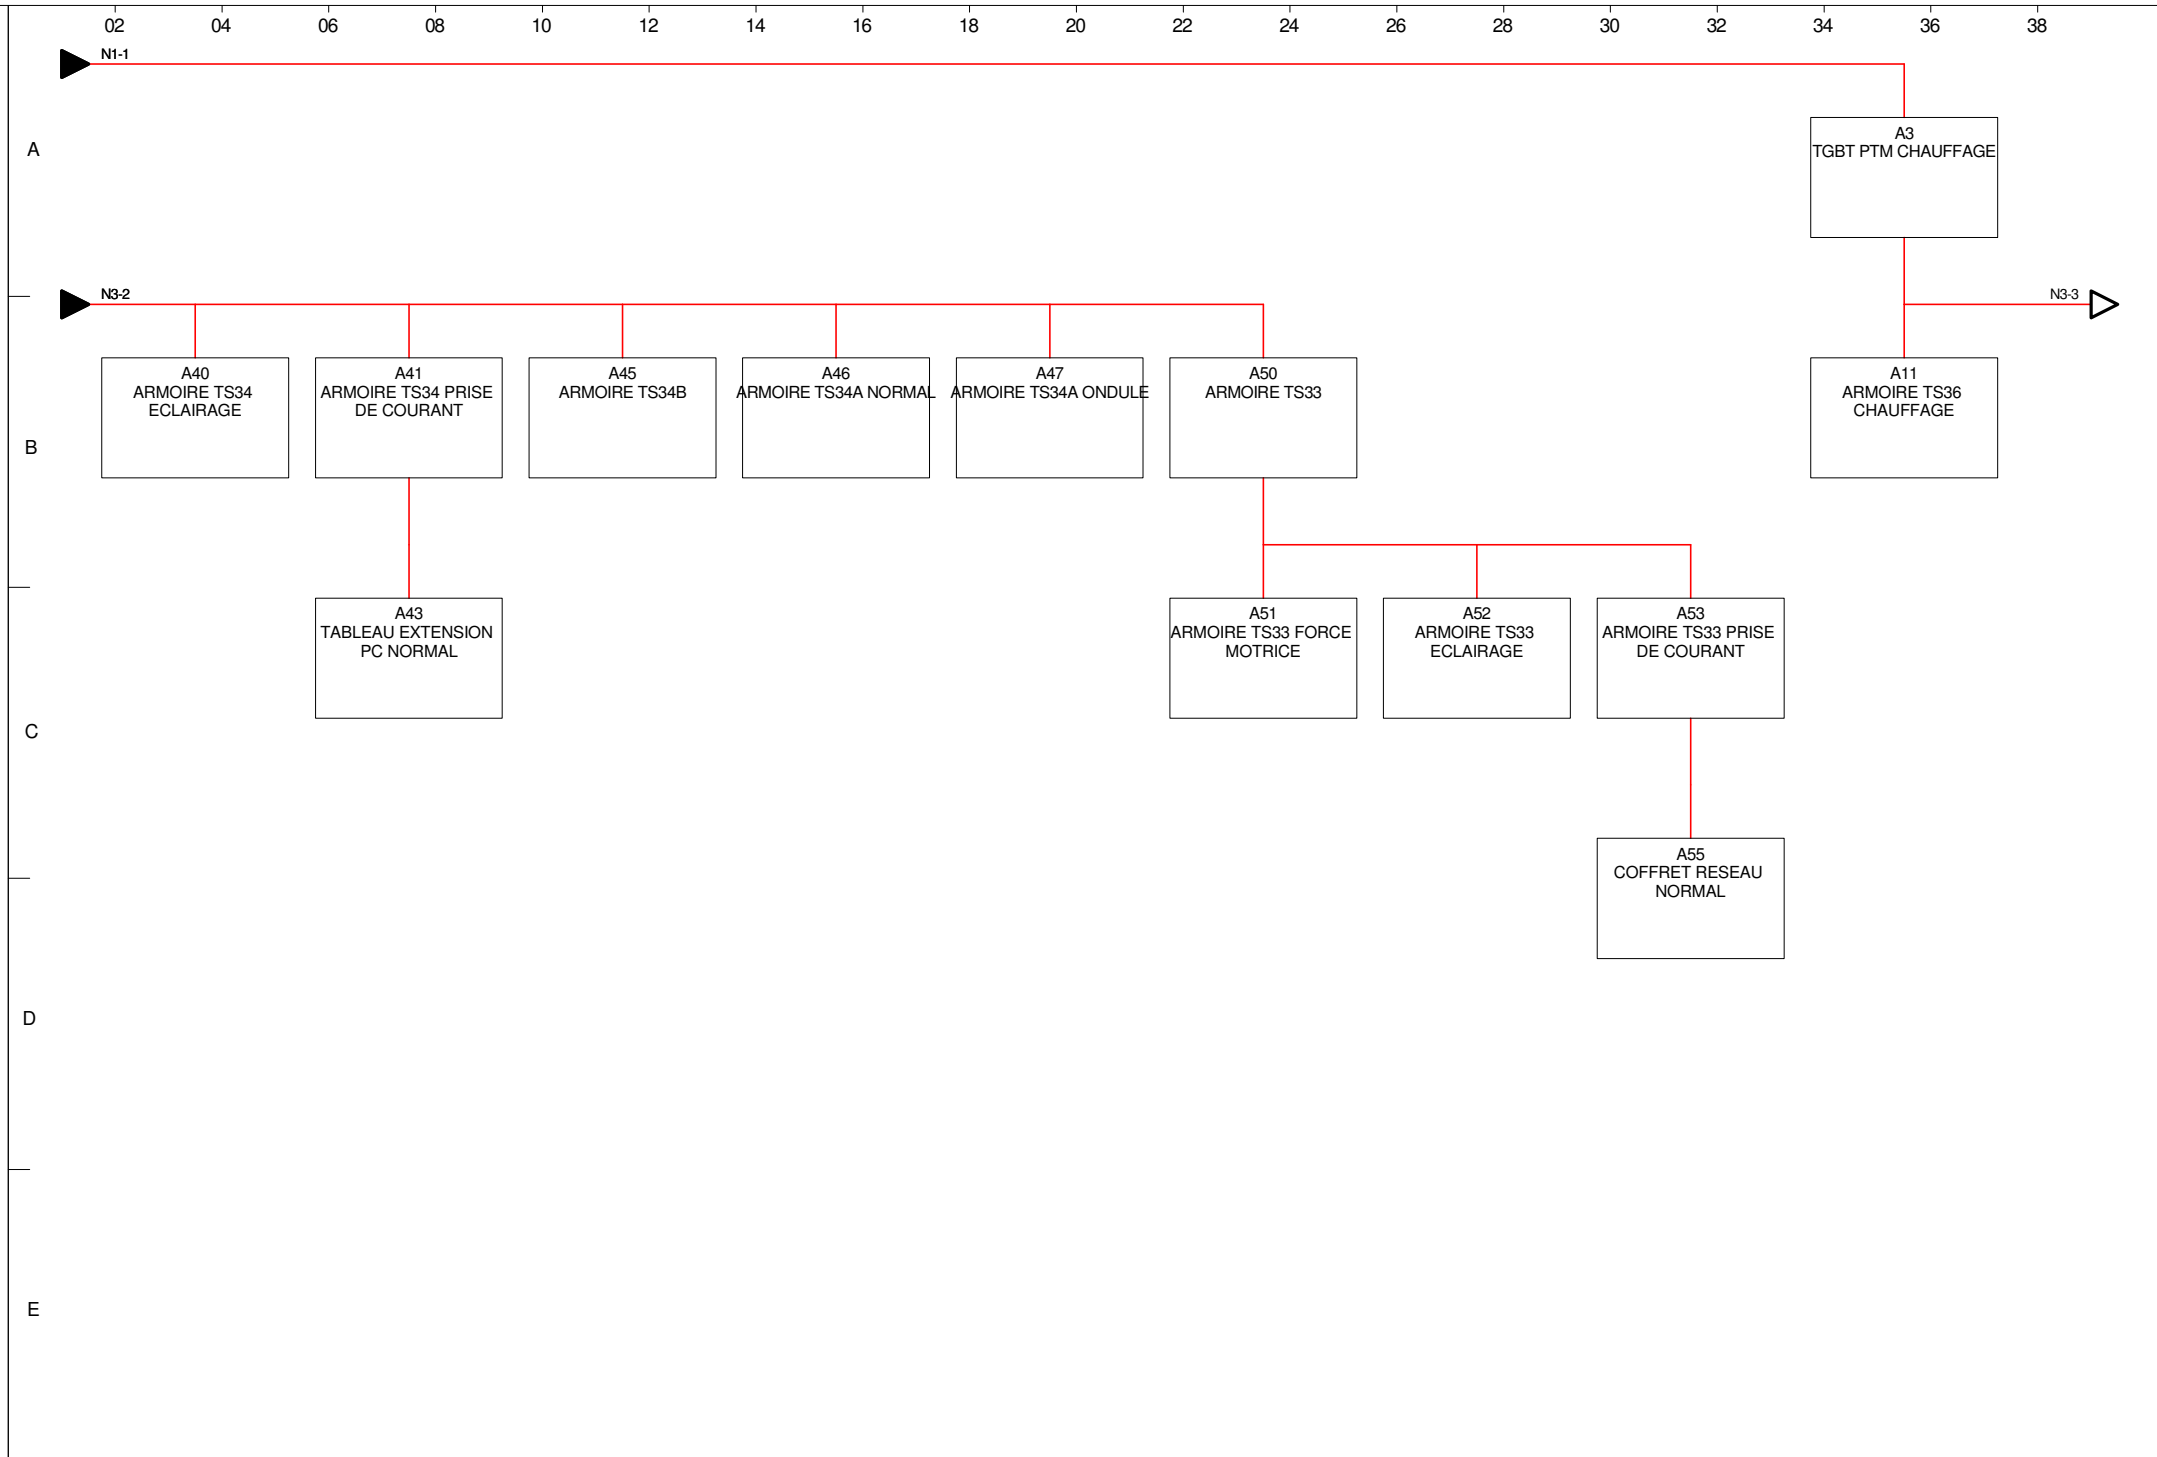 02 04 06 08 10 12 14 16 18 20 22 24 26 28 30 32 34 36 38
N1-1
A
A3
TGBT PTM CHAUFFAGE
N3-2
N3-3
B
A40
ARMOIRE TS34
ECLAIRAGE
A41
ARMOIRE TS34 PRISE
DE COURANT
A45
ARMOIRE TS34B
A46
ARMOIRE TS34A NORMAL
A47
ARMOIRE TS34A ONDULE
A50
ARMOIRE TS33
A11
ARMOIRE TS36
CHAUFFAGE
C
A43
TABLEAU EXTENSION
PC NORMAL
A51
ARMOIRE TS33 FORCE
MOTRICE
A52
ARMOIRE TS33
ECLAIRAGE
A53
ARMOIRE TS33 PRISE
DE COURANT
A55
COFFRET RESEAU
NORMAL
D
E